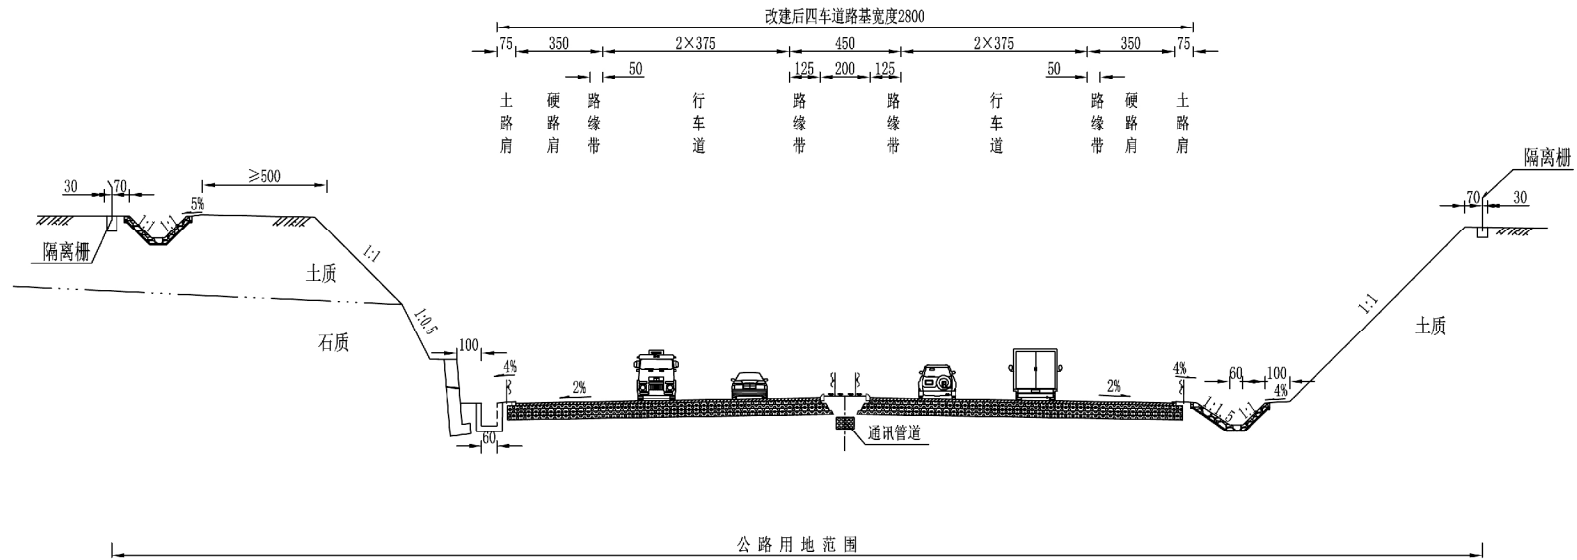 改建后四车道路基宽度2800
75 350 2×375 450 2×375 350 75
50 125 200 125 50
土路肩 硬路肩 路缘带 行车道 路缘带 路缘带 行车道 路缘带 硬路肩 土路肩
隔离栅
30 70 ≥500
70 30
5%
1:1 1:1
隔离栅
1:1
土质
1:1
土质
1:0.5
石质
100
4%
2%
2%
4%
60 100
4%
1:1.5 1:1
通讯管道
60
公路用地范围